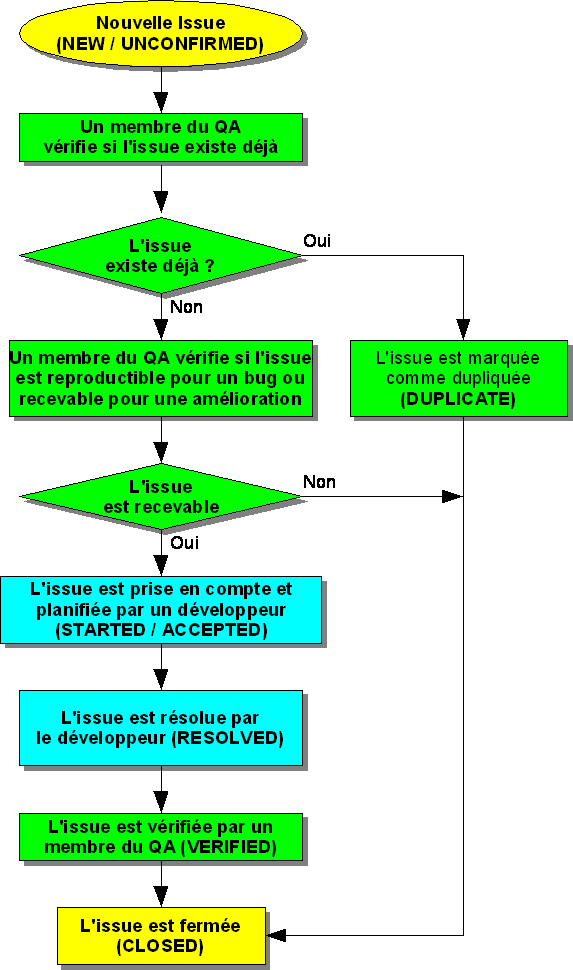 Nouvelle Issue
(NEW / UNCONFIRMED)
Un membre du QA
vérifie si l'issue existe déjà
L'issue
existe déjà ?
Oui
Non
Un membre du QA vérifie si l'issue
est reproductible pour un bug ou
recevable pour une amélioration
L'issue est marquée
comme dupliquée
(DUPLICATE)
L'issue
est recevable
Non
Oui
L'issue est prise en compte et
planifiée par un développeur
(STARTED / ACCEPTED)
L'issue est résolue par
le développeur (RESOLVED)
L'issue est vérifiée par un
membre du QA (VERIFIED)
L'issue est fermée
(CLOSED)